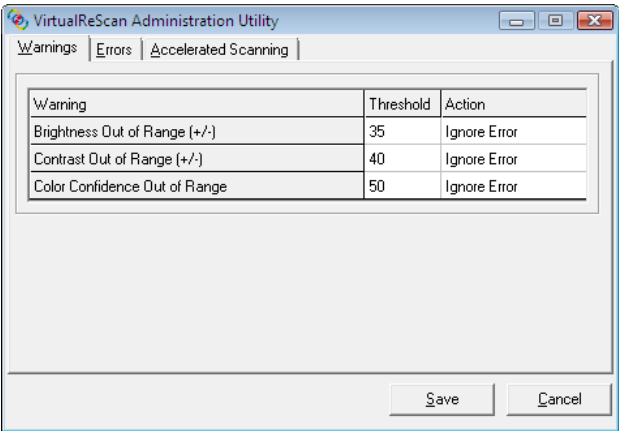 VirtualReScan Administration Utility
Warnings Errors Accelerated Scanning
Warning Threshold Action
Brightness Out of Range (+/-) 35 Ignore Error
Contrast Out of Range (+/-) 40 Ignore Error
Color Confidence Out of Range 50 Ignore Error
Save Cancel